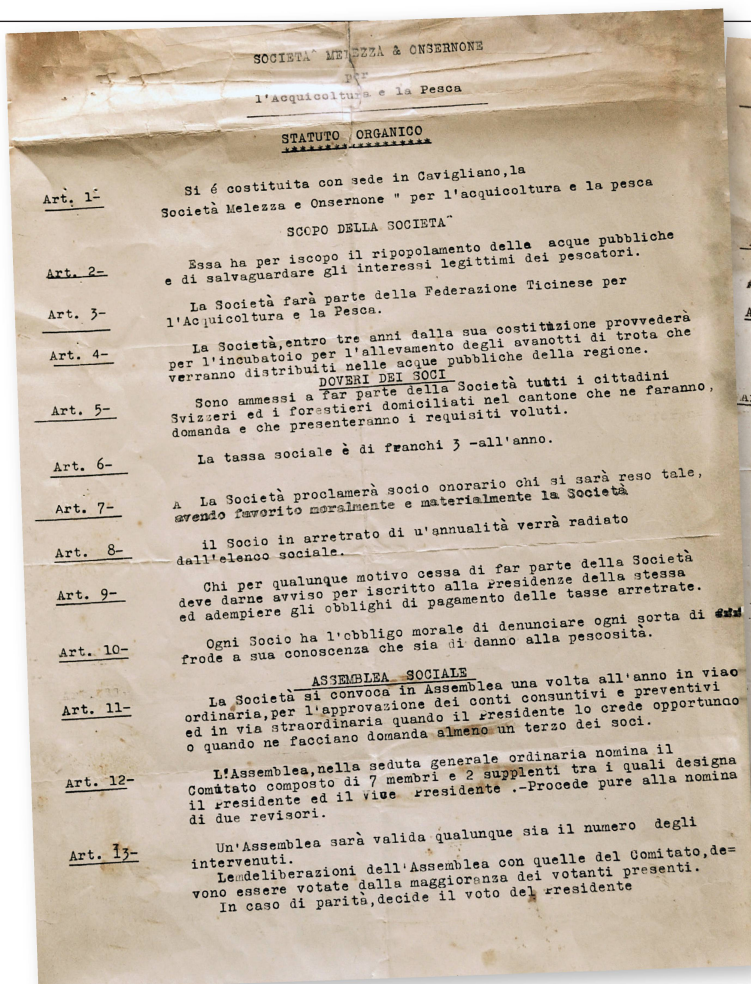 SOCIETA^ MELEZZA & ONSERNONE
per
l'Acquicoltura e la Pesca
STATUTO ORGANICO
Art. 1- Si é costituita con sede in Cavigliano,la
Società Melezza e Onsernone " per l'acquicoltura e la pesca
SCOPO DELLA SOCIETA^
Art. 2- Essa ha per iscopo il ripopolamento della acque pubbliche
e di salvaguardare gli interessi legittimi dei pescatori.
Art. 3- La Società farà parte della Federazione Ticinese per
l'Acquicoltura e la Pesca.
Art. 4- La Società,entro tre anni dalla sua costituzione provvederà
per l'incubatoio per l'allevamento degli avanotti di trota che
verranno distribuiti nelle acque pubbliche della regione.
DOVERI DEI SOCI
Art. 5- Sono ammessi a far parte della Società tutti i cittadini
Svizzeri ed i forestieri domiciliati nel cantone che ne faranno,
domanda e che presenteranno i requisiti voluti.
Art. 6- La tassa sociale è di franchi 3 -all'anno.
Art. 7- A La Società proclamerà socio onorario chi si sarà reso tale,
avendo favorito moralmente e materialmente la Società
Art. 8- il Socio in arretrato di u'annualità verrà radiato
dall'elenco sociale.
Art. 9- Chi per qualunque motivo cessa di far parte della Società
deve darne avviso per iscritto alla Presidenze della stessa
ed adempiere gli obblighi di pagamento delle tasse arretrate.
Art. 10- Ogni Socio ha l'obbligo morale di denunciare ogni sorta di
frode a sua conoscenza che sia di danno alla pescosità.
ASSEMBLEA SOCIALE
Art. 11- La Società si convoca in Assemblea una volta all'anno in viao
ordinaria,per l'approvazione dei conti consuntivi e preventivi
ed in via straordinaria quando il Presidente lo crede opportunao
o quando ne facciano domanda almeno un terzo dei soci.
Art. 12- L'Assemblea,nella seduta generale ordinaria nomina il
Comitato composto di 7 membri e 2 supplenti tra i quali designa
il Presidente ed il Vice Presidente .-Procede pure alla nomina
di due revisori.
Art. 13- Un'Assemblea sarà valida qualunque sia il numero degli
intervenuti.
Lemdeliberazioni dell'Assemblea con quelle del Comitato,de=
vono essere votate dalla maggioranza dei votanti presenti.
In caso di parità,decide il voto del Presidente